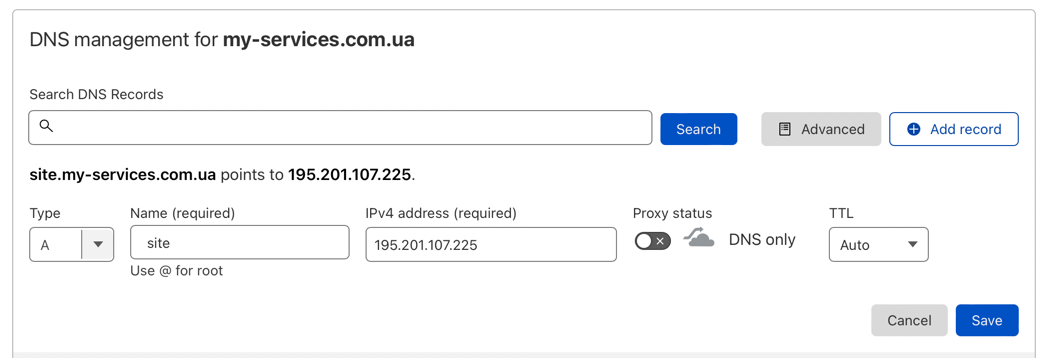 DNS management for my-services.com.ua
Search DNS Records
Search Advanced Add record
site.my-services.com.ua points to 195.201.107.225.
Type Name (required) IPv4 address (required) Proxy status TTL
A site 195.201.107.225 DNS only Auto
Use @ for root
Cancel Save